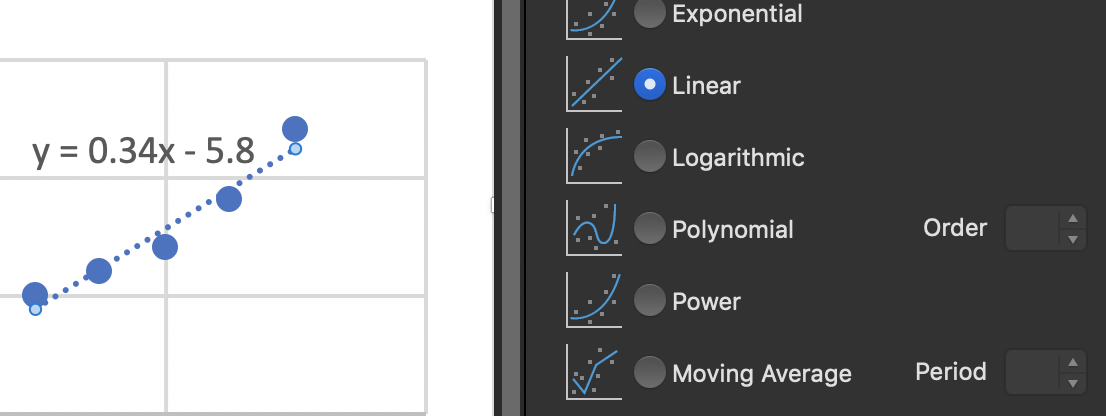 y = 0.34x - 5.8
Exponential
Linear
Logarithmic
Polynomial Order
Power
Moving Average Period